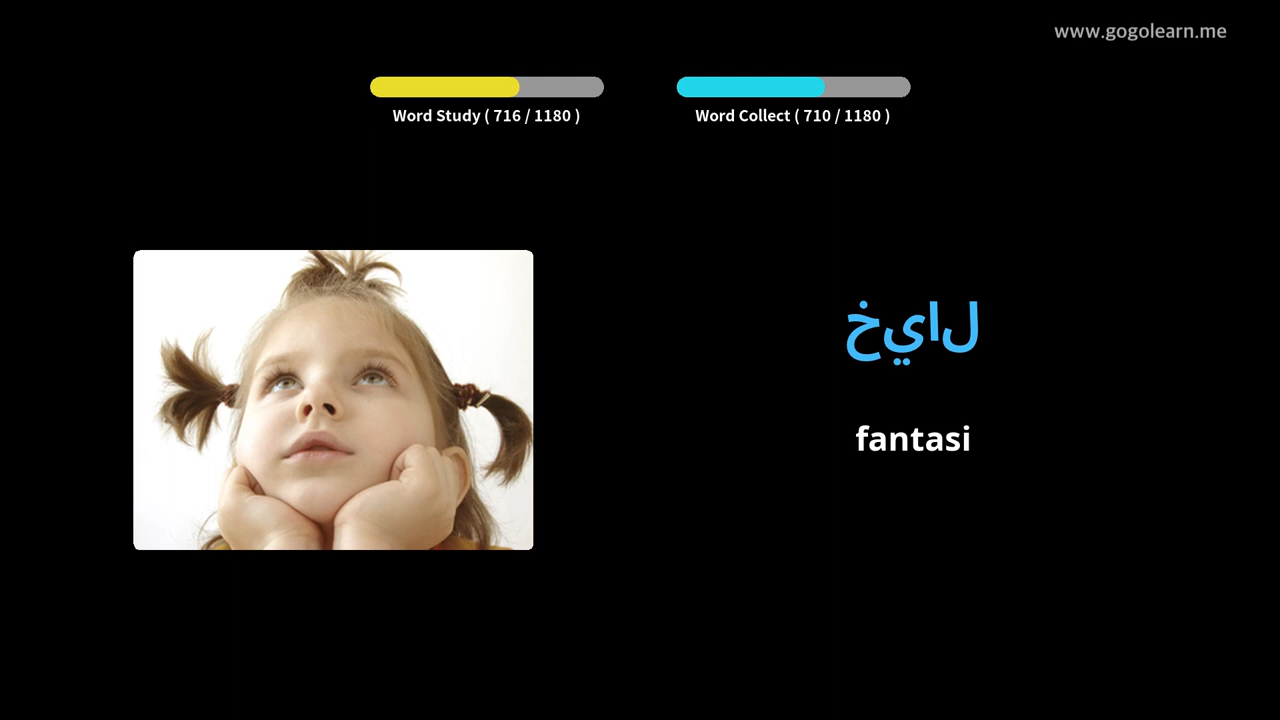 www.gogolearn.me
Word Study ( 716 / 1180 )
Word Collect ( 710 / 1180 )
خيال
fantasi